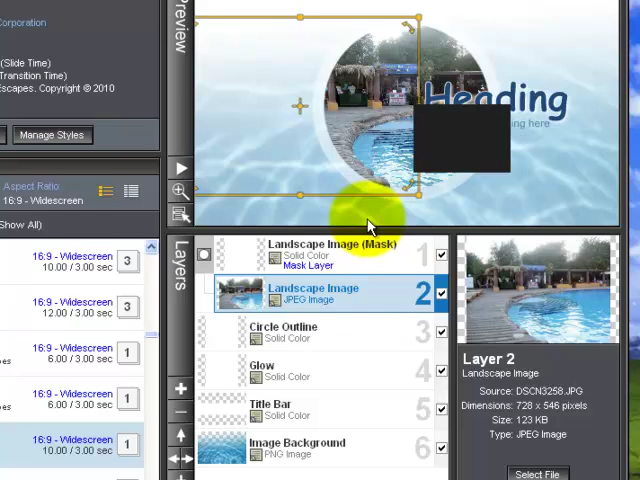 Corporation
(Slide Time)
(Transition Time)
Escapes. Copyright © 2010
Manage Styles
Aspect Ratio
16:9 - Widescreen
(Show All)
16:9 - Widescreen
10.00 / 3.00 sec
3
16:9 - Widescreen
12.00 / 3.00 sec
3
16:9 - Widescreen
6.00 / 3.00 sec
1
16:9 - Widescreen
6.00 / 3.00 sec
1
16:9 - Widescreen
10.00 / 3.00 sec
1
Preview
Heading
here
Layers
Landscape Image (Mask)
Solid Color
Mask Layer
1
Landscape Image
JPEG Image
2
Circle Outline
Solid Color
3
Glow
Solid Color
4
Title Bar
Solid Color
5
Image Background
PNG Image
6
Layer 2
Landscape Image
Source: DSCN3258.JPG
Dimensions: 728 x 546 pixels
Size: 123 KB
Type: JPEG Image
Select File